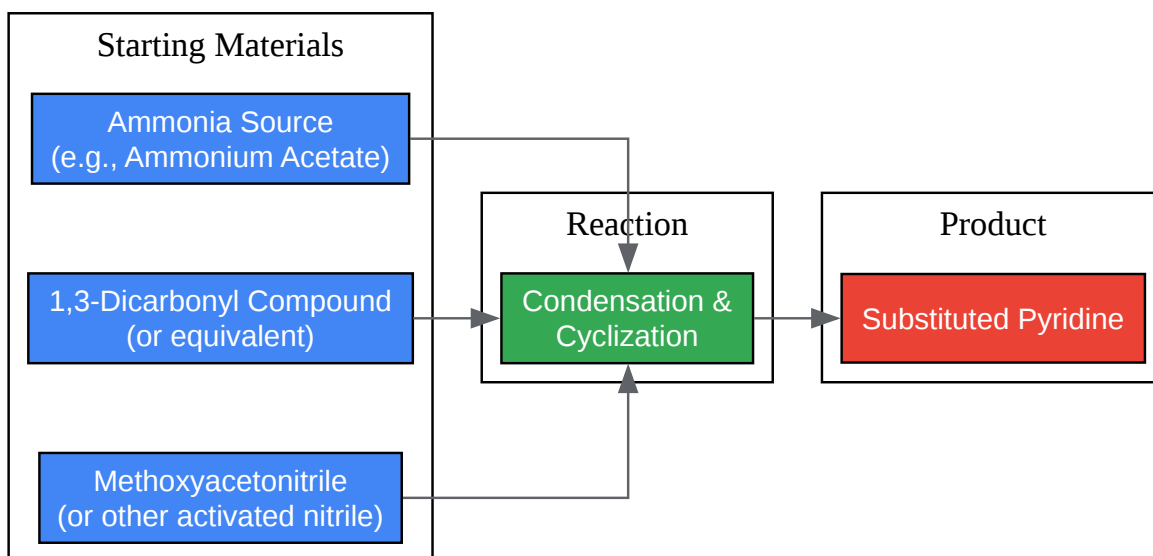 Starting Materials
Ammonia Source
(e.g., Ammonium Acetate)
1,3-Dicarbonyl Compound
(or equivalent)
Methoxyacetonitrile
(or other activated nitrile)
Reaction
Condensation &
Cyclization
Product
Substituted Pyridine